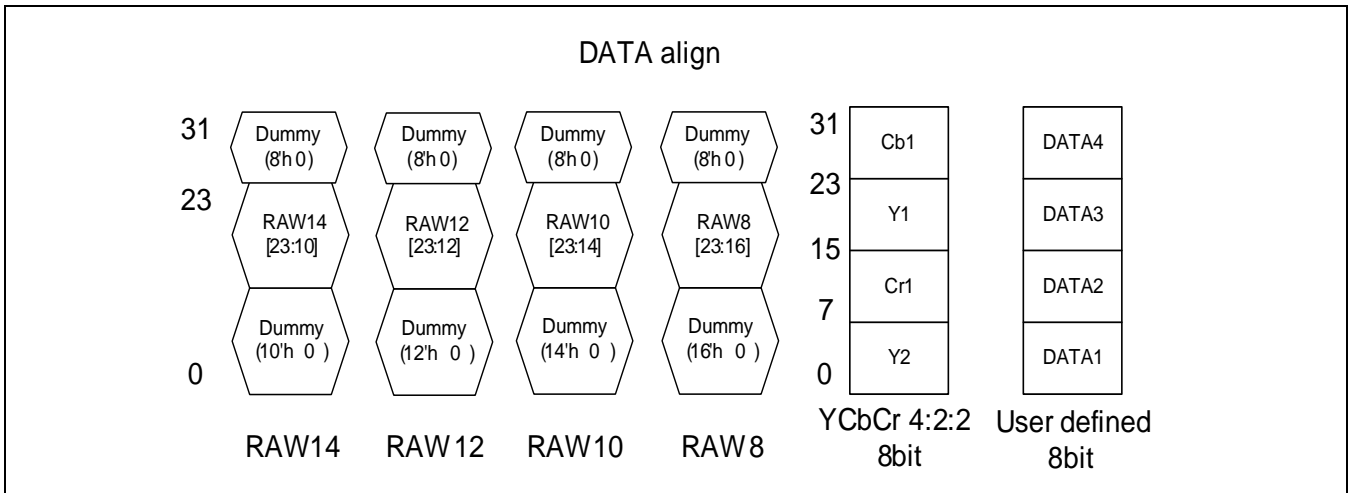 DATA align
31
23
0
Dummy
(8'h 0)
RAW14
[23:10]
Dummy
(10'h 0 )
RAW14
Dummy
(8'h 0)
RAW12
[23:12]
Dummy
(12'h 0 )
RAW12
Dummy
(8'h 0)
RAW10
[23:14]
Dummy
(14'h 0 )
RAW10
Dummy
(8'h 0)
RAW8
[23:16]
Dummy
(16'h 0 )
RAW8
31
23
15
7
0
Cb1
Y1
Cr1
Y2
YCbCr 4:2:2
8bit
DATA4
DATA3
DATA2
DATA1
User defined
8bit